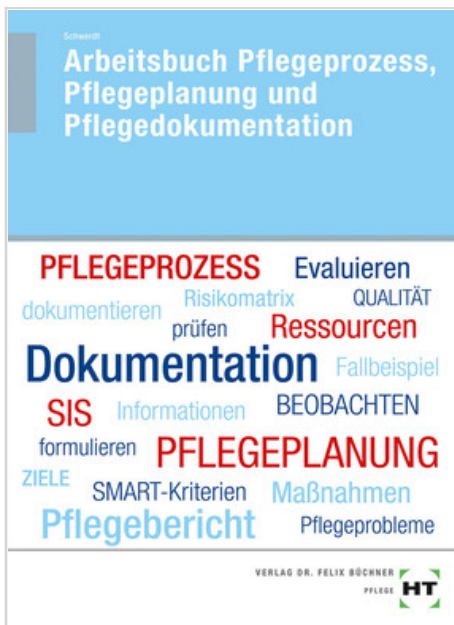 Schwerdt
Arbeitsbuch Pflegeprozess,
Pflegeplanung und
Pflegedokumentation
PFLEGEPROZESS Evaluieren
dokumentieren Risikomatrix QUALITÄT
prüfen Ressourcen
Dokumentation Fallbeispiel
SIS Informationen BEOBACHTEN
formulieren PFLEGEPLANUNG
ZIELE SMART-Kriterien Maßnahmen
Pflegebericht Pflegeprobleme
VERLAG DR. FELIX BÜCHNER
PFLEGE HT